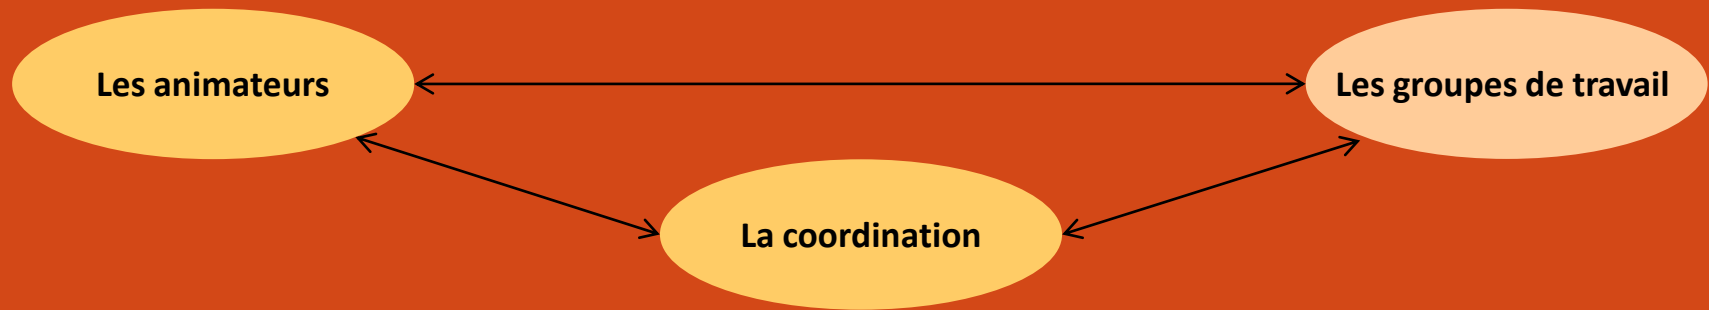 Les animateurs
Les groupes de travail
La coordination